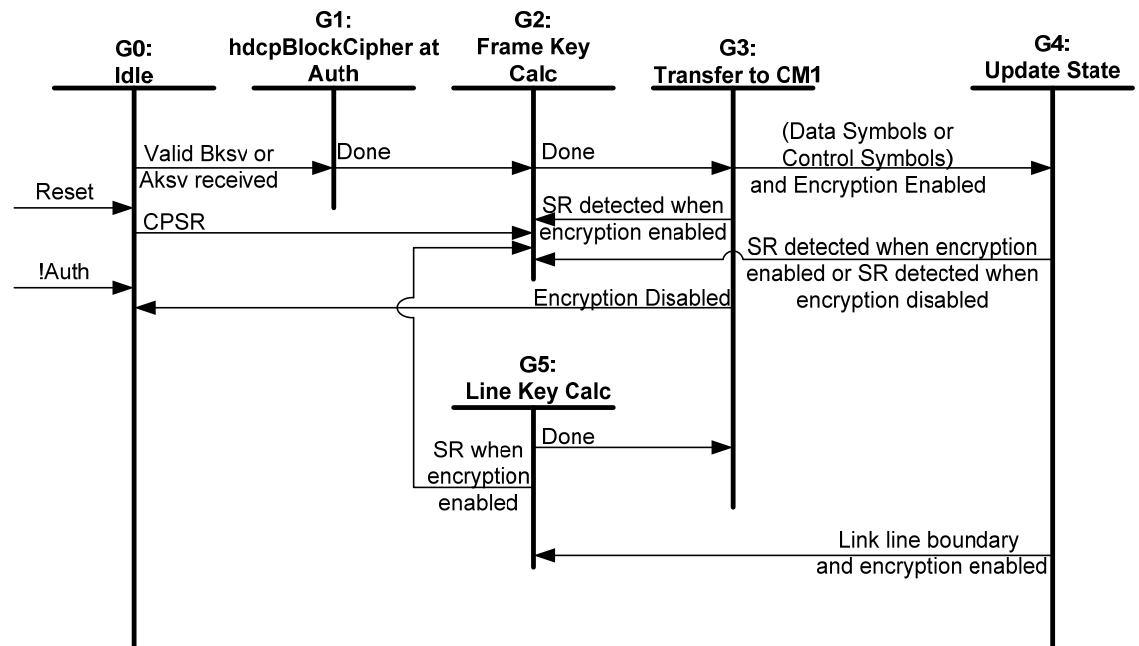 G0:
Idle
G1:
hdcpBlockCipher at
Auth
G2:
Frame Key
Calc
G3:
Transfer to CM1
G4:
Update State
Valid Bksv or
Aksv received
Done
Done
(Data Symbols or
Control Symbols)
and Encryption Enabled
Reset
CPSR
SR detected when
encryption enabled
SR detected when encryption
enabled or SR detected when
encryption disabled
!Auth
Encryption Disabled
G5:
Line Key Calc
Done
SR when
encryption
enabled
Link line boundary
and encryption enabled